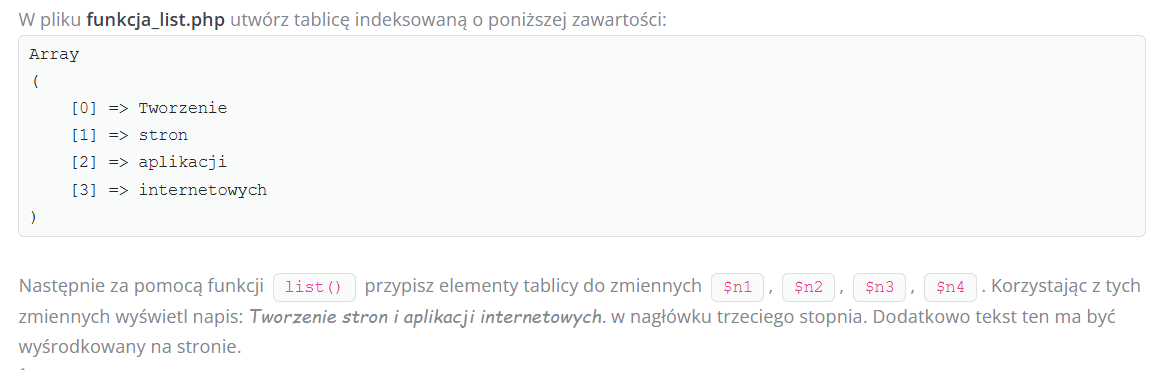 W pliku funkcja_list.php utwórz tablicę indeksowaną o poniższej zawartości:
Array
(
    [0] => Tworzenie
    [1] => stron
    [2] => aplikacji
    [3] => internetowych
)
Następnie za pomocą funkcji list() przypisz elementy tablicy do zmiennych $n1 , $n2 , $n3 , $n4 . Korzystając z tych
zmiennych wyświetl napis: Tworzenie stron i aplikacji internetowych. w nagłówku trzeciego stopnia. Dodatkowo tekst ten ma być
wyśrodkowany na stronie.